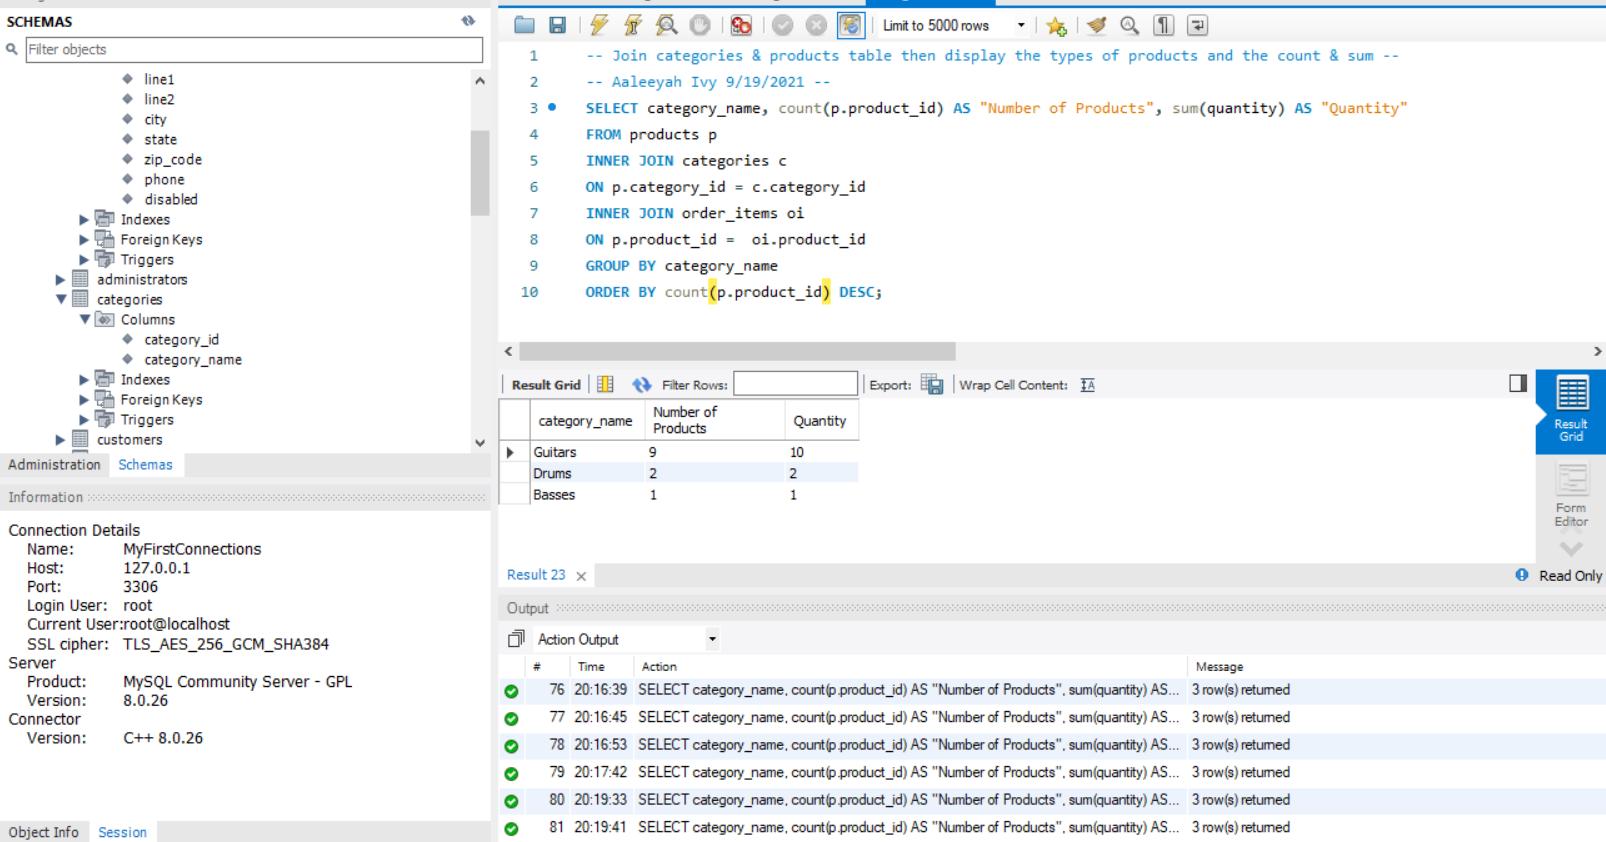 SCHEMAS
Filter objects
line1
line2
city
state
zip_code
phone
disabled
Indexes
Foreign Keys
Triggers
administrators
categories
Columns
category_id
category_name
Indexes
Foreign Keys
Triggers
customers
Administration Schemas
Information
Connection Details
Name: MyFirstConnections
Host: 127.0.0.1
Port: 3306
Login User: root
Current User:root@localhost
SSL cipher: TLS_AES_256_GCM_SHA384
Server
Product: MySQL Community Server - GPL
Version: 8.0.26
Connector
Version: C++ 8.0.26
Object Info Session
Limit to 5000 rows
1 -- Join categories & products table then display the types of products and the count & sum --
2 -- Aaleeyah Ivy 9/19/2021 --
3 SELECT category_name, count(p.product_id) AS "Number of Products", sum(quantity) AS "Quantity"
4 FROM products p
5 INNER JOIN categories c
6 ON p.category_id = c.category_id
7 INNER JOIN order_items oi
8 ON p.product_id =  oi.product_id
9 GROUP BY category_name
10 ORDER BY count(p.product_id) DESC;
Result Grid Filter Rows: Export: Wrap Cell Content:
category_name Number of Products Quantity
Guitars 9 10
Drums 2 2
Basses 1 1
Result Grid
Form Editor
Result 23 Read Only
Output
Action Output
# Time Action Message
76 20:16:39 SELECT category_name, count(p.product_id) AS "Number of Products", sum(quantity) AS... 3 row(s) returned
77 20:16:45 SELECT category_name, count(p.product_id) AS "Number of Products", sum(quantity) AS... 3 row(s) returned
78 20:16:53 SELECT category_name, count(p.product_id) AS "Number of Products", sum(quantity) AS... 3 row(s) returned
79 20:17:42 SELECT category_name, count(p.product_id) AS "Number of Products", sum(quantity) AS... 3 row(s) returned
80 20:19:33 SELECT category_name, count(p.product_id) AS "Number of Products", sum(quantity) AS... 3 row(s) returned
81 20:19:41 SELECT category_name, count(p.product_id) AS "Number of Products", sum(quantity) AS... 3 row(s) returned